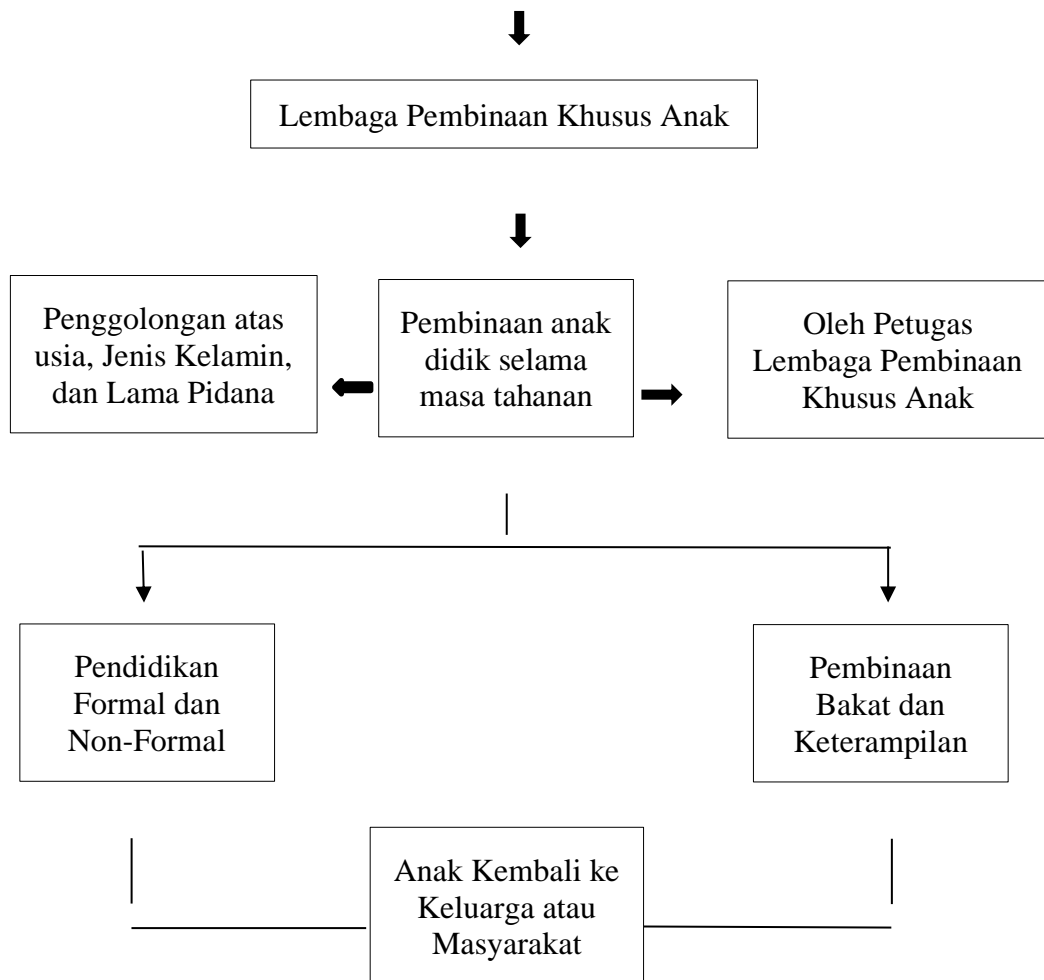 Lembaga Pembinaan Khusus Anak
Penggolongan atas
usia, Jenis Kelamin,
dan Lama Pidana
Pembinaan anak
didik selama
masa tahanan
Oleh Petugas
Lembaga Pembinaan
Khusus Anak
Pendidikan
Formal dan
Non-Formal
Pembinaan
Bakat dan
Keterampilan
Anak Kembali ke
Keluarga atau
Masyarakat